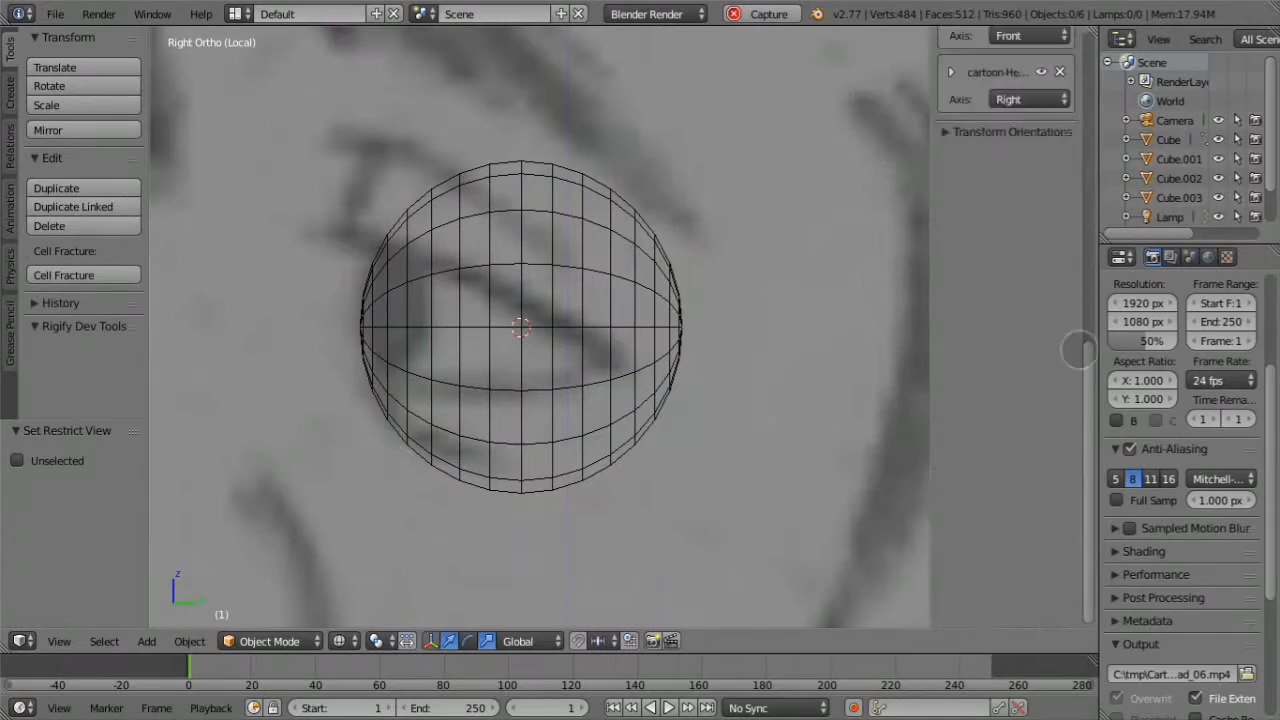 File Render Window Help Default Scene Blender Render Capture v2.77 | Verts:484 | Faces:512 | Tris:960 | Objects:0/6 | Lamps:0/0 | Mem:17.94M
Tools
Create
Relations
Animation
Physics
Grease Pencil
Transform
Translate
Rotate
Scale
Mirror
Edit
Duplicate
Duplicate Linked
Delete
Cell Fracture:
Cell Fracture
History
Rigify Dev Tools
Set Restrict View
Unselected
Right Ortho (Local)
z
(1)
Axis: Front
cartoon-He...
Axis: Right
Transform Orientations
View Search All Scen
Scene
RenderLaye
World
Camera
Cube
Cube.001
Cube.002
Cube.003
Lamp
Resolution: Frame Range:
1920 px Start F:1
1080 px End: 250
50% Frame: 1
Aspect Ratio: Frame Rate:
X: 1.000 24 fps
Y: 1.000 Time Rema...
B C 1 1
Anti-Aliasing
5 8 11 16 Mitchell-...
Full Samp 1.000 px
Sampled Motion Blur
Shading
Performance
Post Processing
Metadata
Output
C:\tmp\Cart...ad_06.mp4
Overwrit File Exten
View Select Add Object Object Mode Global
-40 -20 0 20 40 60 80 100 120 140 160 180 200 220 240 260 280
View Marker Frame Playback Start: 1 End: 250 1 No Sync